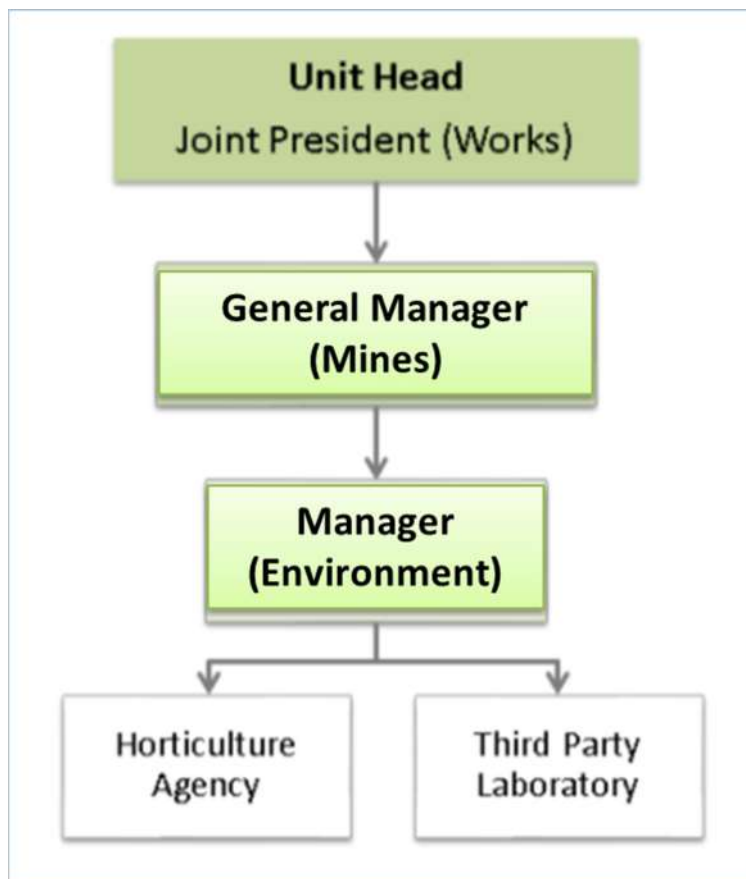 Unit Head
Joint President (Works)
General Manager
(Mines)
Manager
(Environment)
Horticulture
Agency
Third Party
Laboratory